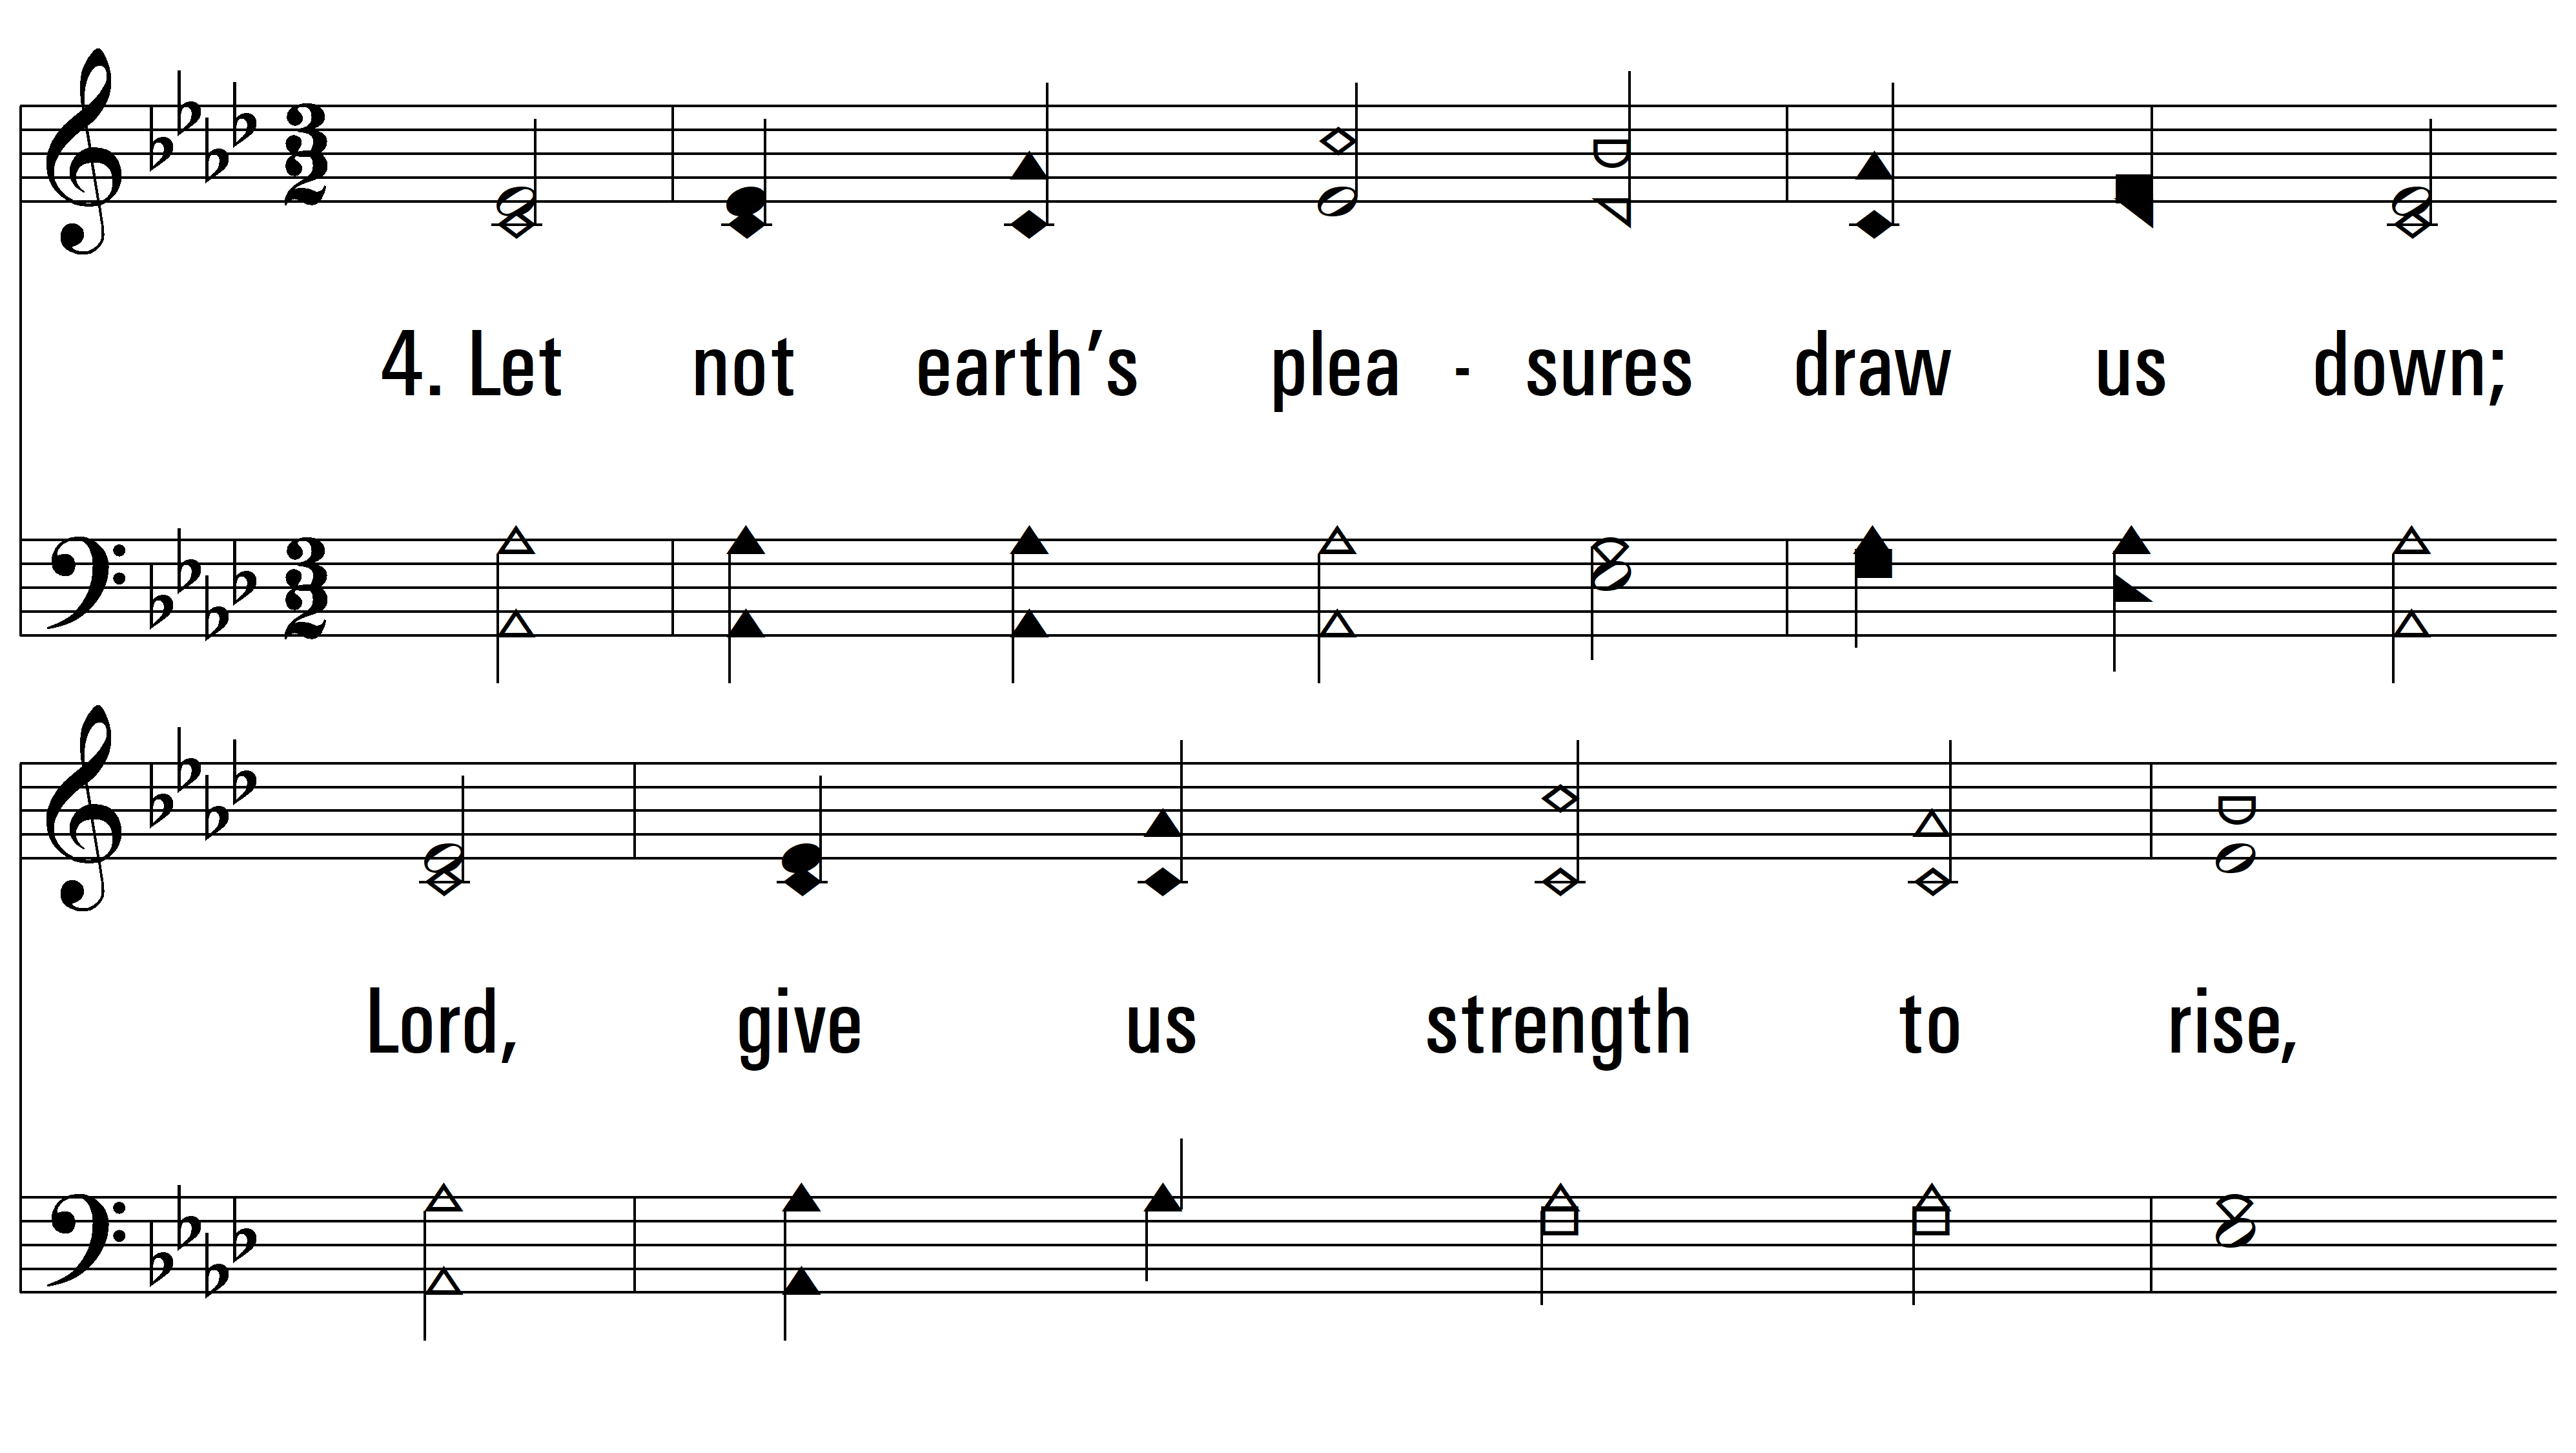 4. Let not earth’s plea - sures draw us down;
Lord, give us strength to rise,